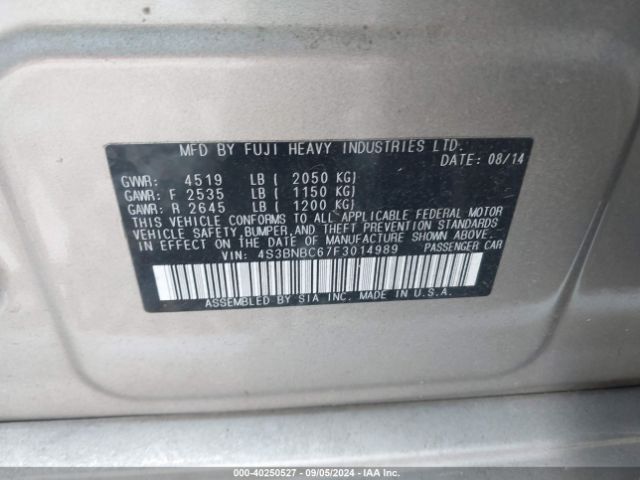 MFD BY FUJI HEAVY INDUSTRIES LTD.
DATE: 08/14
GVWR: 4519 LB ( 2050 KG)
GAWR: F 2535 LB ( 1150 KG)
GAWR: R 2645 LB ( 1200 KG)
THIS VEHICLE CONFORMS TO ALL APPLICABLE FEDERAL MOTOR
VEHICLE SAFETY, BUMPER, AND THEFT PREVENTION STANDARDS
IN EFFECT ON THE DATE OF MANUFACTURE SHOWN ABOVE.
VIN: 4S3BNBC67F3014989 PASSENGER CAR
ASSEMBLED BY SIA INC. MADE IN U.S.A.
000-40250527 - 09/05/2024 - IAA Inc.